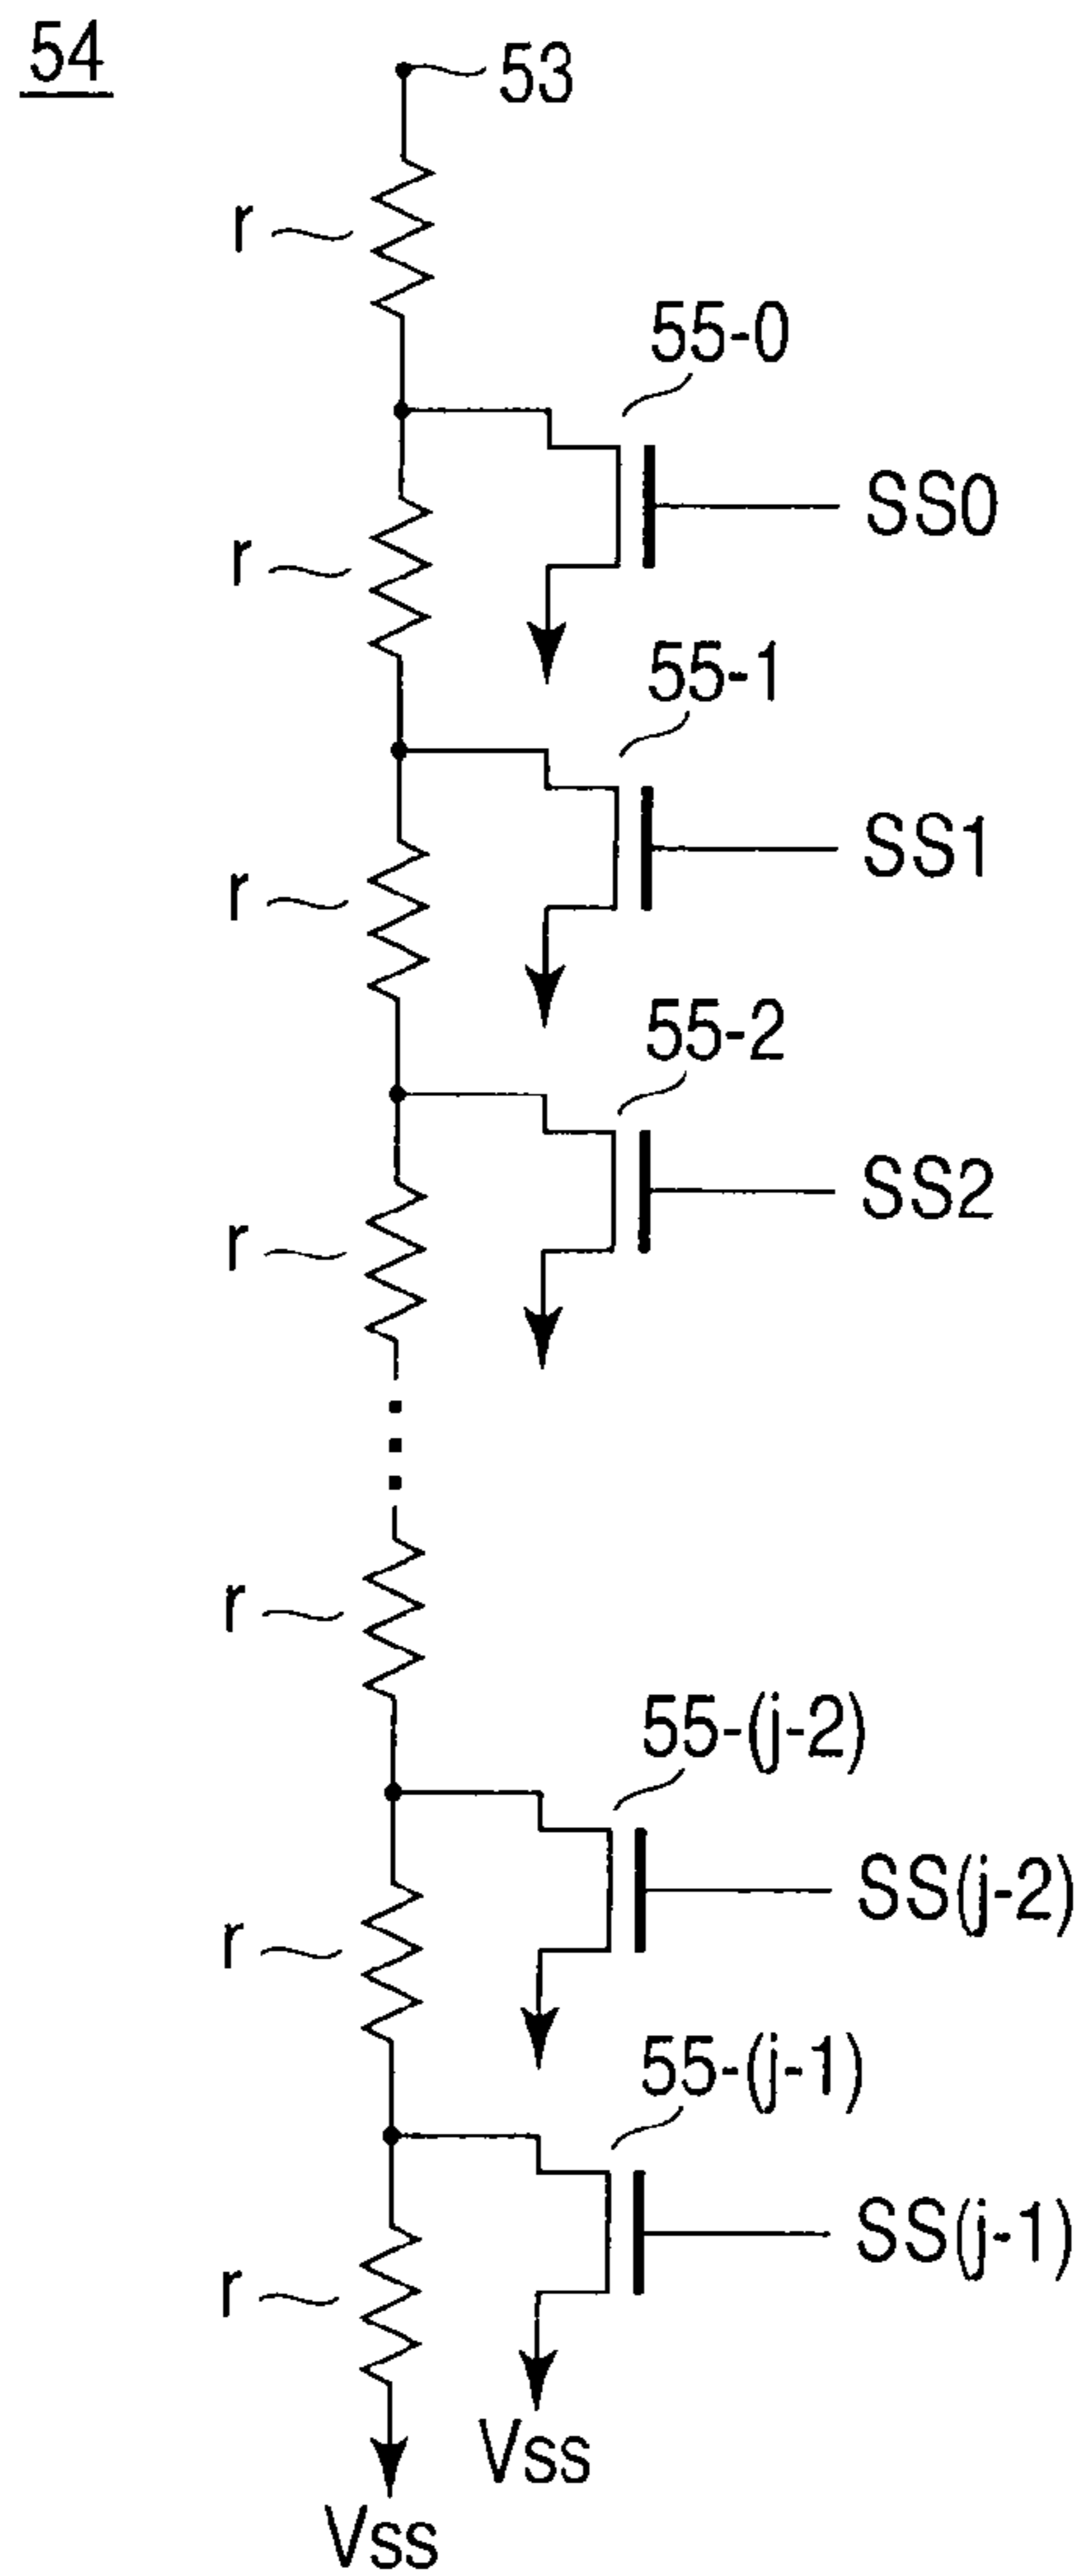 54
53
r
55-0
SS0
r
55-1
SS1
r
55-2
SS2
r
r
55-(j-2)
SS(j-2)
r
55-(j-1)
SS(j-1)
r
Vss
Vss